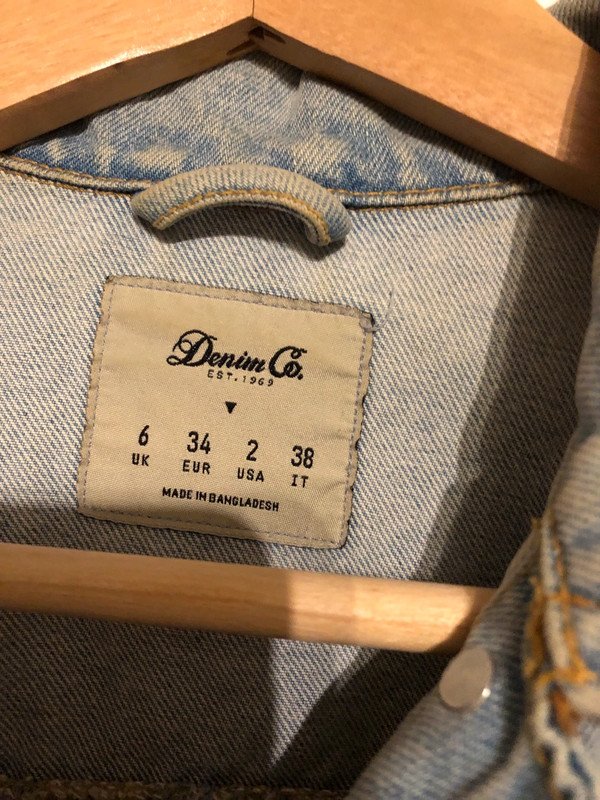 Denim Co.
EST. 1969
6 34 2 38
UK EUR USA IT
MADE IN BANGLADESH